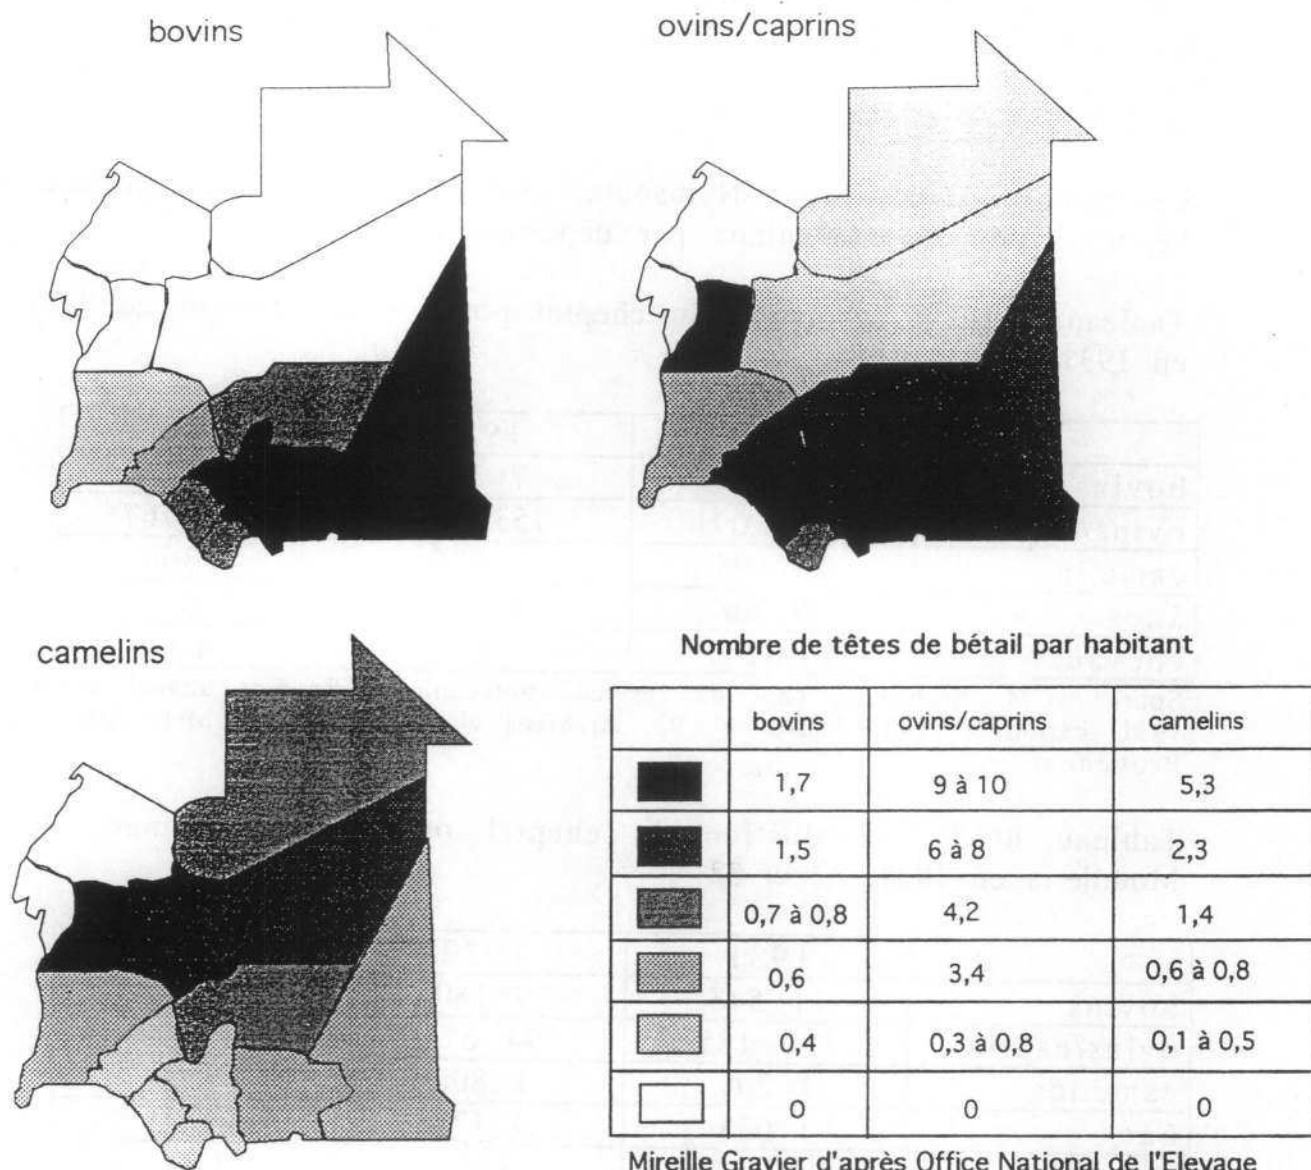 bovins
ovins/caprins
camelins
Nombre de têtes de bétail par habitant
bovins ovins/caprins camelins
1,7 9 à 10 5,3
1,5 6 à 8 2,3
0,7 à 0,8 4,2 1,4
0,6 3,4 0,6 à 0,8
0,4 0,3 à 0,8 0,1 à 0,5
0 0 0
Mireille Gravier d'après Office National de l'Elevage